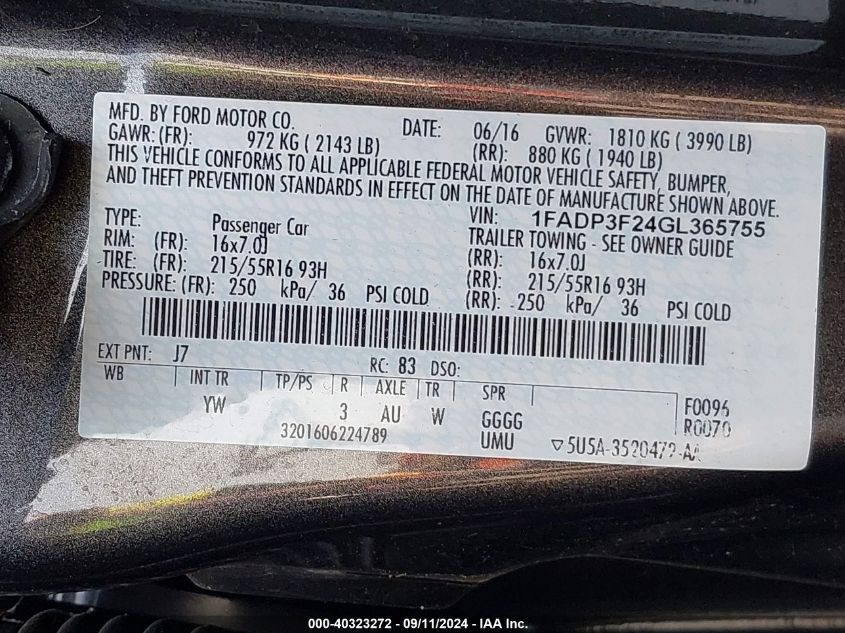 MFD. BY FORD MOTOR CO. DATE: 06/16 GVWR: 1810 KG ( 3990 LB)
GAWR: (FR): 972 KG ( 2143 LB) (RR): 880 KG ( 1940 LB)
THIS VEHICLE CONFORMS TO ALL APPLICABLE FEDERAL MOTOR VEHICLE SAFETY, BUMPER,
AND THEFT PREVENTION STANDARDS IN EFFECT ON THE DATE OF MANUFACTURE SHOWN ABOVE.
VIN: 1FADP3F24GL365755
TYPE: Passenger Car TRAILER TOWING - SEE OWNER GUIDE
RIM: (FR): 16x7.0J (RR): 16x7.0J
TIRE: (FR): 215/55R16 93H (RR): 215/55R16 93H
PRESSURE: (FR): 250 kPa/ 36 PSI COLD (RR): 250 kPa/ 36 PSI COLD
EXT PNT: J7 RC: 83 DSO:
WB INT TR TP/PS R AXLE TR SPR F0096
YW 3 AU W GGGG R0070
3201606224789 UMU ▽5U5A-3520472-AA
000-40323272 - 09/11/2024 - IAA Inc.